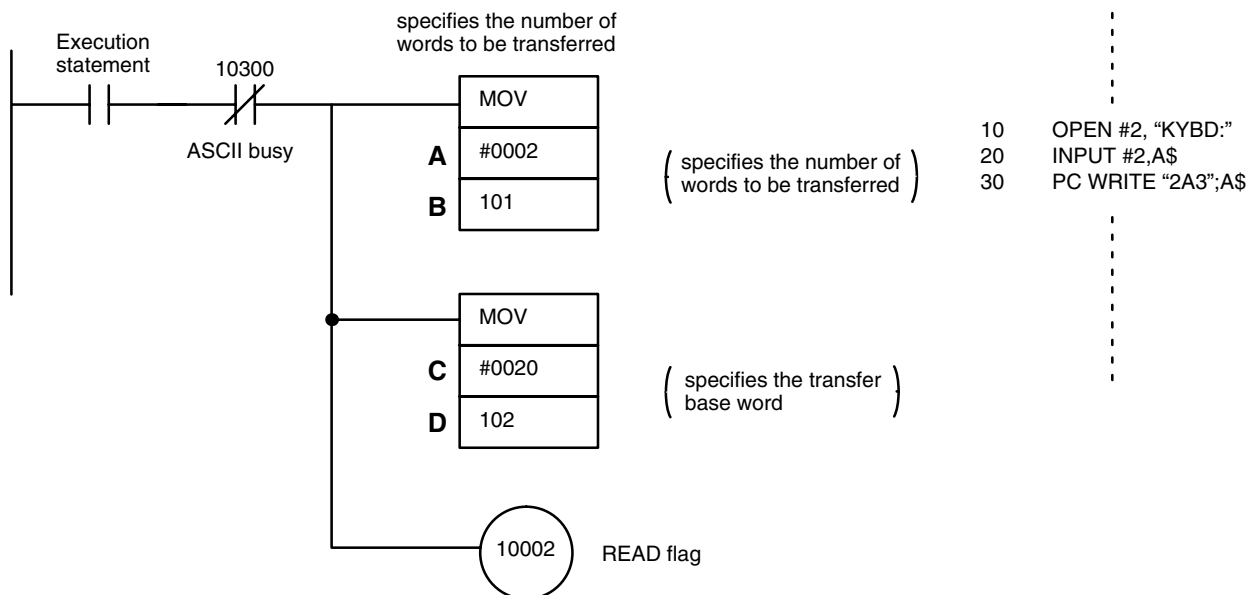 specifies the number of
words to be transferred
Execution
statement
10300
ASCII busy
MOV
A #0002
B 101
( specifies the number of
words to be transferred )
10 OPEN #2, “KYBD:”
20 INPUT #2,A$
30 PC WRITE “2A3”;A$
MOV
C #0020
D 102
( specifies the transfer
base word )
10002 READ flag